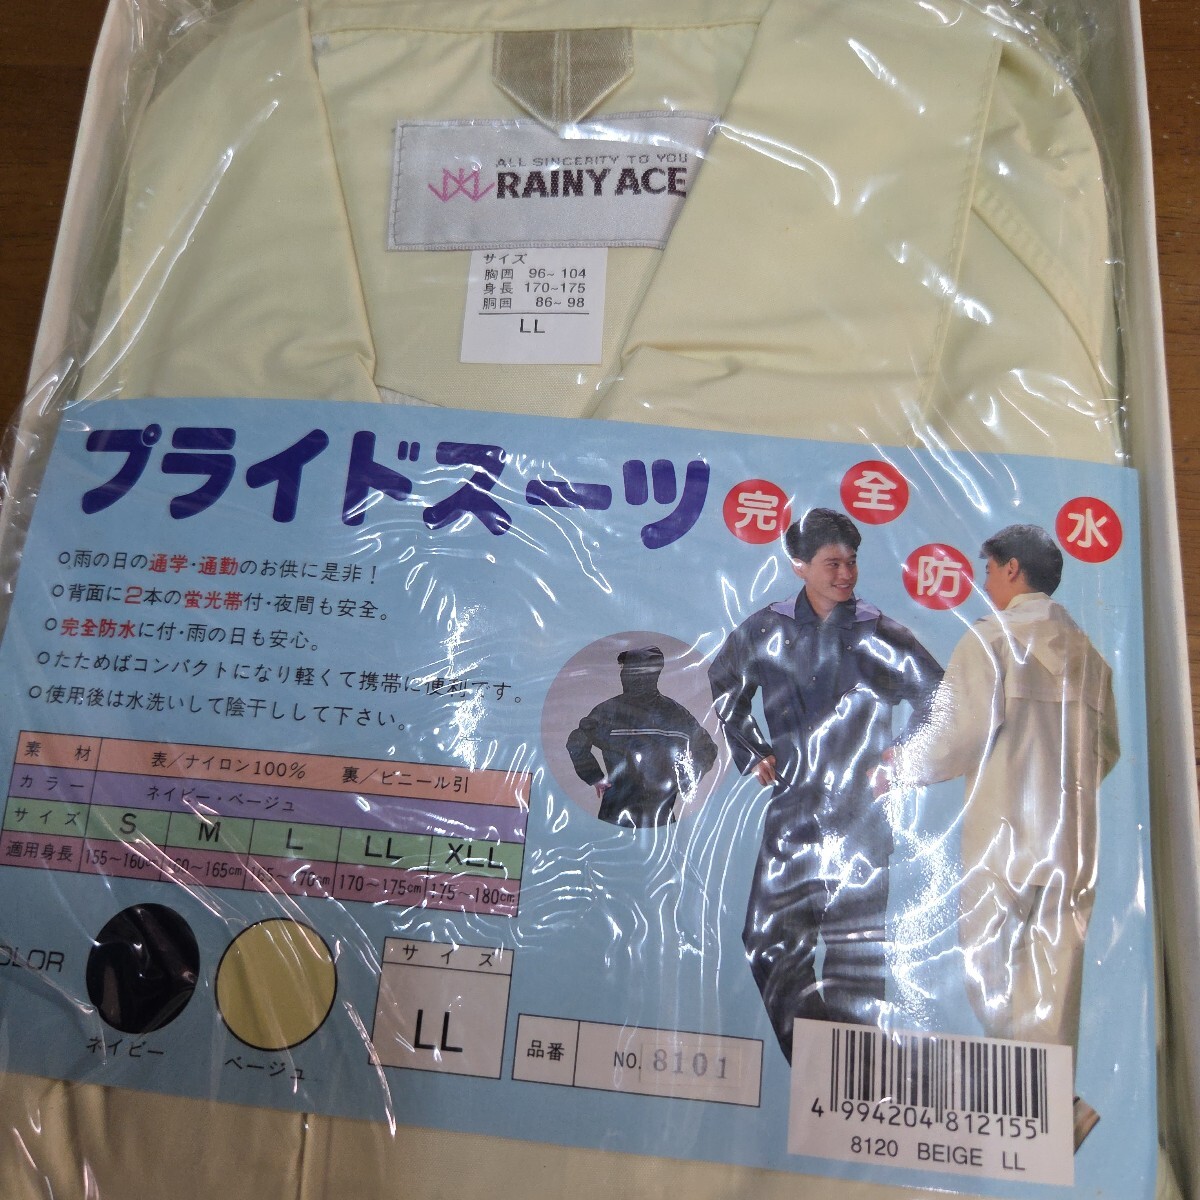 ALL SINCERITY TO YOU
RAINY ACE
サイズ
胸囲 96~104
身長 170~175
胴囲 86~98
LL
プライドスーツ
完全防水
○雨の日の通学・通勤のお供に是非!
○背面に2本の蛍光帯付・夜間も安全。
○完全防水に付・雨の日も安心。
○たためばコンパクトになり軽くて携帯に便利です。
○使用後は水洗いして陰干しして下さい。
素材 表/ナイロン100% 裏/ビニール引
カラー ネイビー・ベージュ
サイズ S M L LL XLL
適用身長 155~160cm 160~165cm 165~170cm 170~175cm 175~180cm
OLOR
ネイビー
ベージュ
サイズ
LL
品番 NO. 8101
4 994204 812155
8120 BEIGE LL